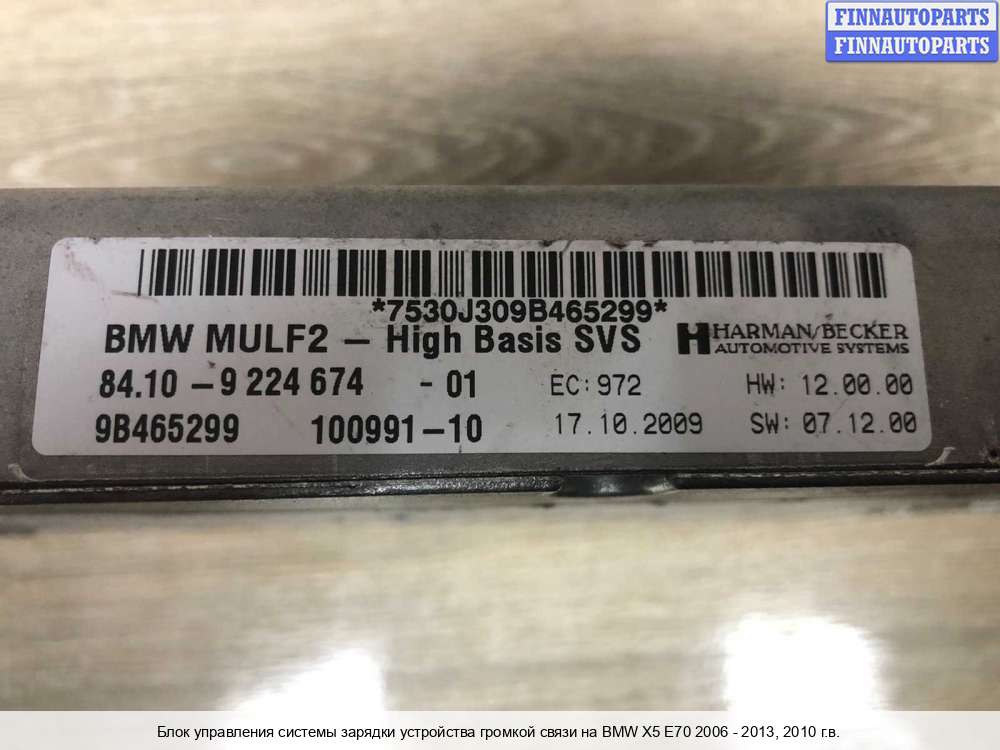 FINNAUTOPARTS
FINNAUTOPARTS
*7530J309B465299*
BMW MULF2 – High Basis SVS
HARMAN/BECKER
AUTOMOTIVE SYSTEMS
84.10 – 9 224 674 - 01 EC: 972 HW: 12.00.00
9B465299 100991-10 17.10.2009 SW: 07.12.00
Блок управления системы зарядки устройства громкой связи на BMW X5 E70 2006 - 2013, 2010 г.в.